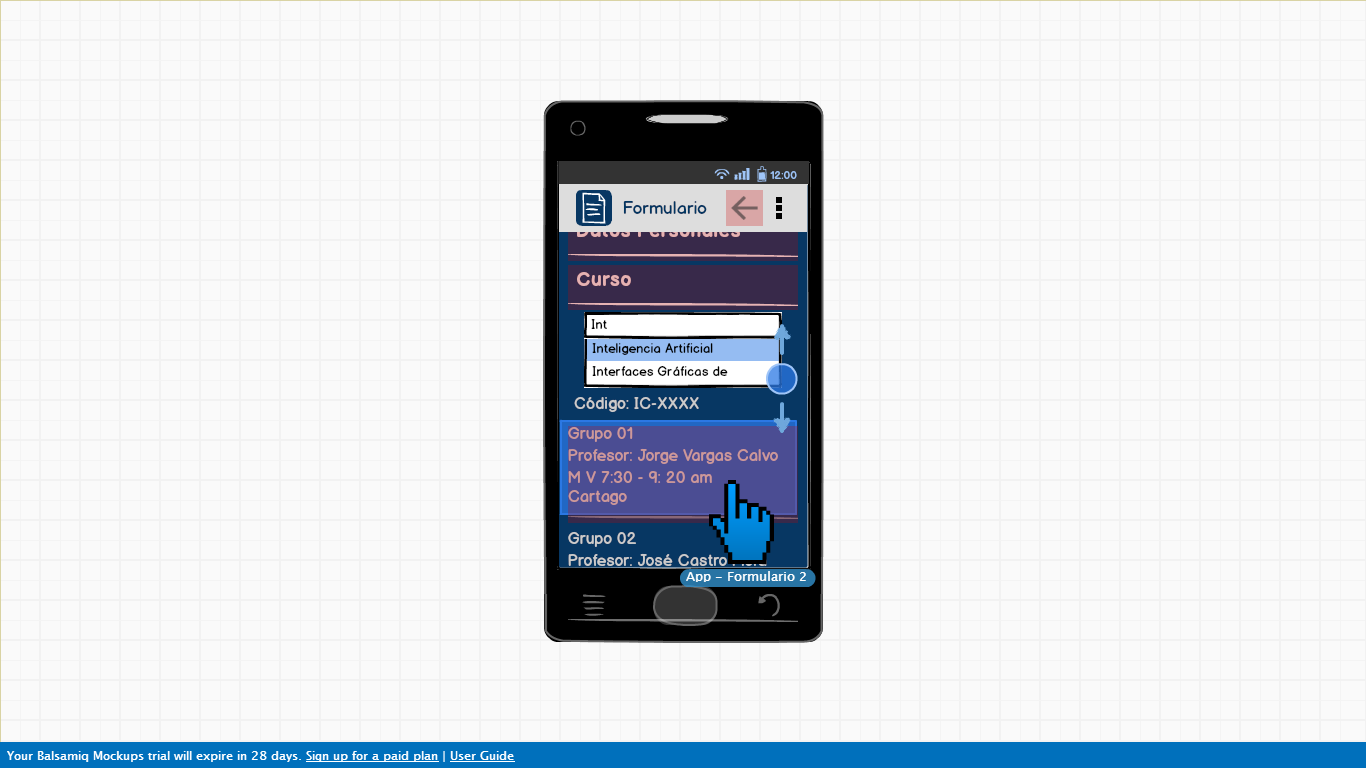 12:00
Formulario
Datos Personales
Curso
Int
Inteligencia Artificial
Interfaces Gráficas de
Código: IC-XXXX
Grupo 01
Profesor: Jorge Vargas Calvo
M V 7:30 - 9: 20 am
Cartago
Grupo 02
Profesor: José Castro
App - Formulario 2
Your Balsamiq Mockups trial will expire in 28 days. Sign up for a paid plan | User Guide